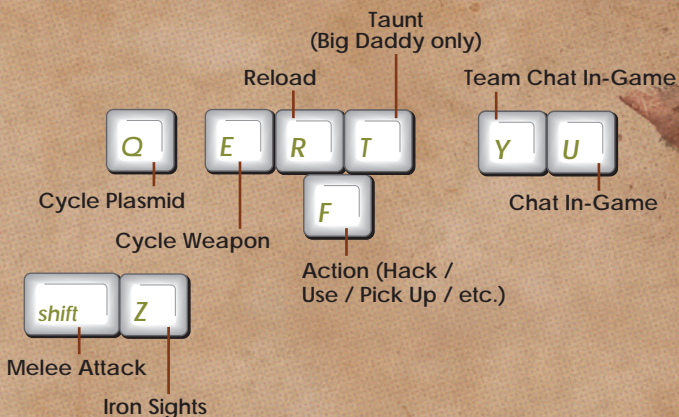 Taunt
(Big Daddy only)
Reload
Team Chat In-Game
Q
E
R
T
Y
U
Cycle Plasmid
Chat In-Game
F
Cycle Weapon
Action (Hack /
Use / Pick Up / etc.)
shift
Z
Melee Attack
Iron Sights